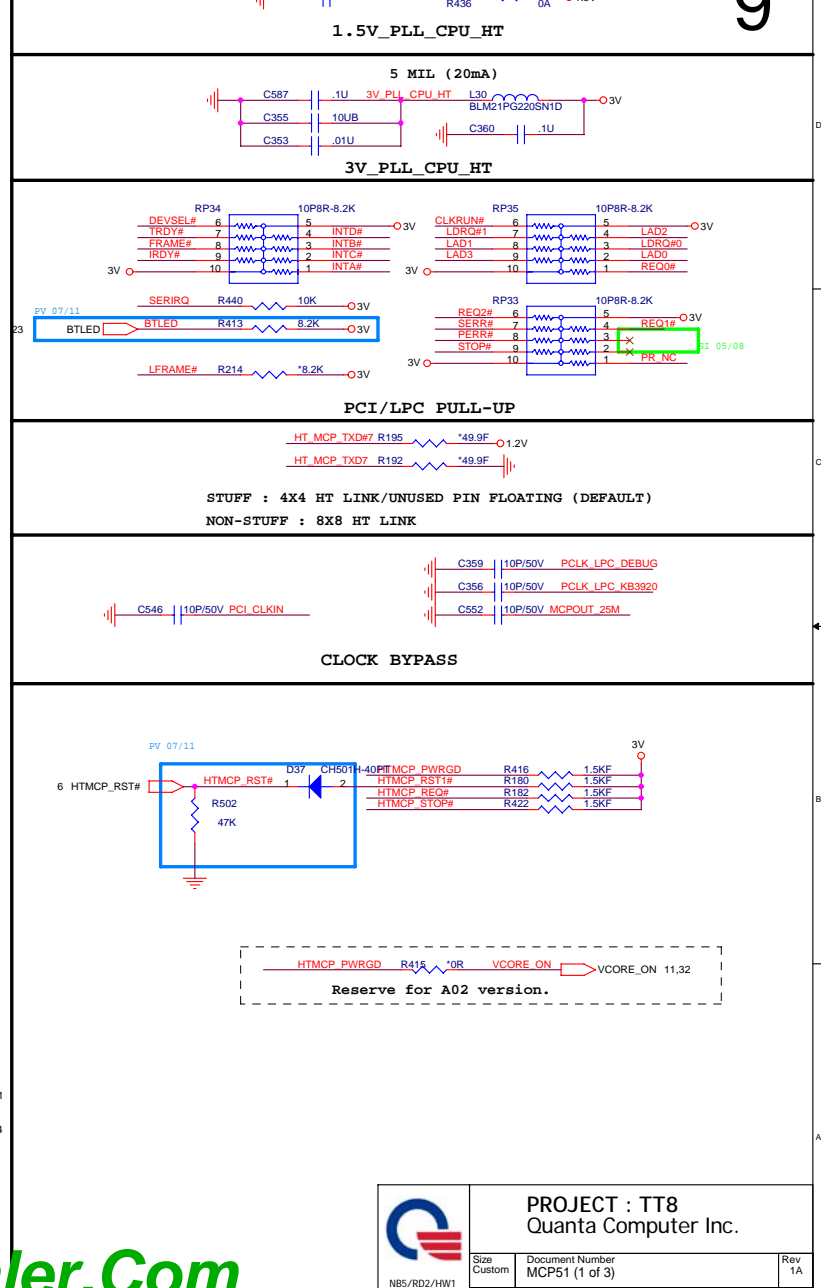 R436 0A
9
1.5V_PLL_CPU_HT
5 MIL (20mA)
C587 .1U 3V_PLL_CPU_HT L30 3V
BLM21PG220SN1D
C355 10UB
C360 .1U
C353 .01U
3V_PLL_CPU_HT
D
RP34 10P8R-8.2K
DEVSEL# 6 5 3V
TRDY# 7 4 INTD#
FRAME# 8 3 INTB#
IRDY# 9 2 INTC#
3V 10 1 INTA#
RP35 10P8R-8.2K
CLKRUN# 6 5 3V
LDRQ#1 7 4 LAD2
LAD1 8 3 LDRQ#0
LAD3 9 2 LAD0
3V 10 1 REQ0#
SERIRQ R440 10K 3V
PV 07/11
23 BTLED BTLED R413 8.2K 3V
LFRAME# R214 *8.2K 3V
RP33 10P8R-8.2K
REQ2# 6 5 3V
SERR# 7 4 REQ1#
PERR# 8 3
STOP# 9 2
3V 10 1 PR_NC
SI 05/08
PCI/LPC PULL-UP
HT_MCP_TXD#7 R195 *49.9F 1.2V
HT_MCP_TXD7 R192 *49.9F
C
STUFF : 4X4 HT LINK/UNUSED PIN FLOATING (DEFAULT)
NON-STUFF : 8X8 HT LINK
C359 10P/50V PCLK_LPC_DEBUG
C356 10P/50V PCLK_LPC_KB3920
C546 10P/50V PCI_CLKIN
C552 10P/50V MCPOUT_25M
CLOCK BYPASS
PV 07/11
3V
6 HTMCP_RST# HTMCP_RST# 1 D37 CH501H-40PT 2
R502
47K
HTMCP_PWRGD R416 1.5KF
HTMCP_RST1# R180 1.5KF
HTMCP_REQ# R182 1.5KF
HTMCP_STOP# R422 1.5KF
B
HTMCP_PWRGD R415 *0R VCORE_ON VCORE_ON 11,32
Reserve for A02 version.
A
PROJECT : TT8
Quanta Computer Inc.
Size
Custom
Document Number
MCP51 (1 of 3)
Rev
1A
NB5/RD2/HW1
ler.Com